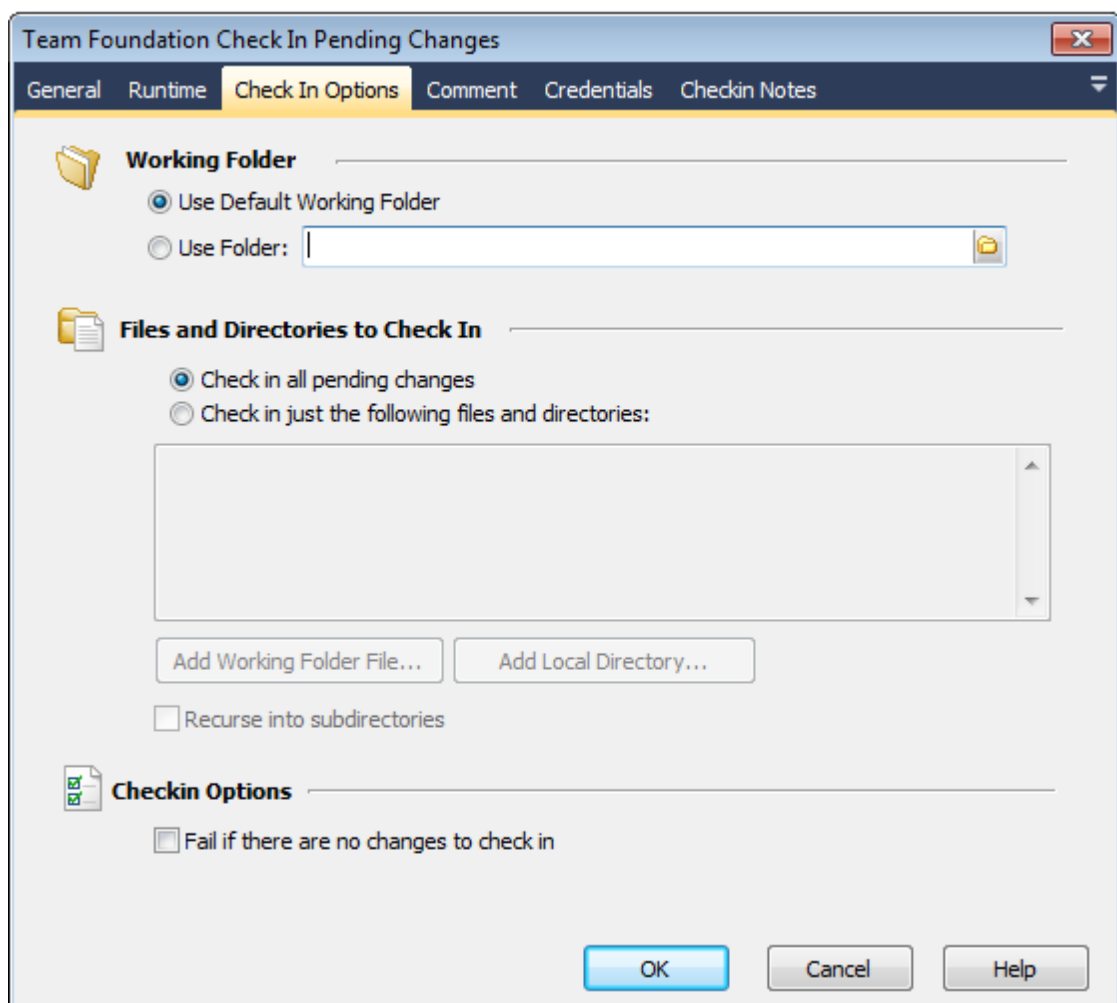 Team Foundation Check In Pending Changes
General Runtime Check In Options Comment Credentials Checkin Notes
Working Folder
Use Default Working Folder
Use Folder:
Files and Directories to Check In
Check in all pending changes
Check in just the following files and directories:
Add Working Folder File... Add Local Directory...
Recurse into subdirectories
Checkin Options
Fail if there are no changes to check in
OK Cancel Help